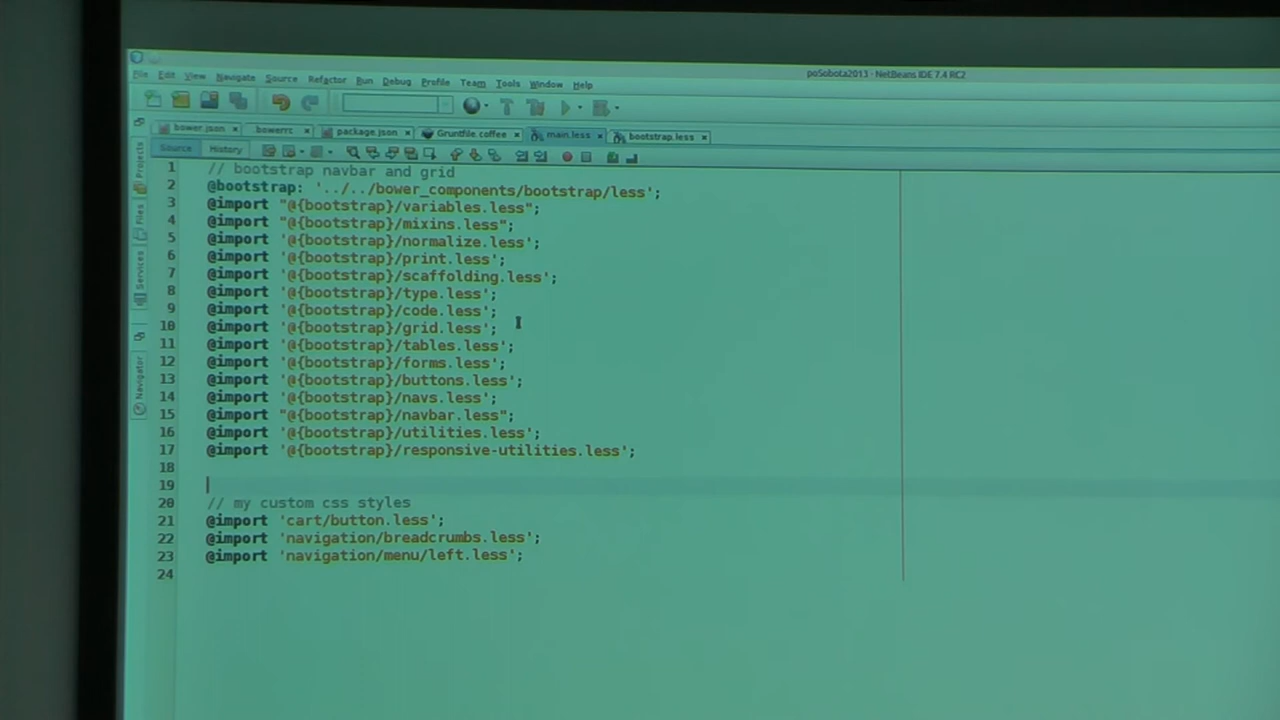 poSobota2013 - NetBeans IDE 7.4 RC2
File Edit View Navigate Source Refactor Run Debug Profile Team Tools Window Help
bower.json .bowerrc package.json Gruntfile.coffee main.less bootstrap.less
Source History
Projects
Files
Services
Navigator
1 // bootstrap navbar and grid
2 @bootstrap: '../../bower_components/bootstrap/less';
3 @import "@{bootstrap}/variables.less";
4 @import "@{bootstrap}/mixins.less";
5 @import '@{bootstrap}/normalize.less';
6 @import '@{bootstrap}/print.less';
7 @import '@{bootstrap}/scaffolding.less';
8 @import '@{bootstrap}/type.less';
9 @import '@{bootstrap}/code.less';
10 @import '@{bootstrap}/grid.less';
11 @import '@{bootstrap}/tables.less';
12 @import '@{bootstrap}/forms.less';
13 @import '@{bootstrap}/buttons.less';
14 @import '@{bootstrap}/navs.less';
15 @import "@{bootstrap}/navbar.less";
16 @import '@{bootstrap}/utilities.less';
17 @import '@{bootstrap}/responsive-utilities.less';
18
19
20 // my custom css styles
21 @import 'cart/button.less';
22 @import 'navigation/breadcrumbs.less';
23 @import 'navigation/menu/left.less';
24